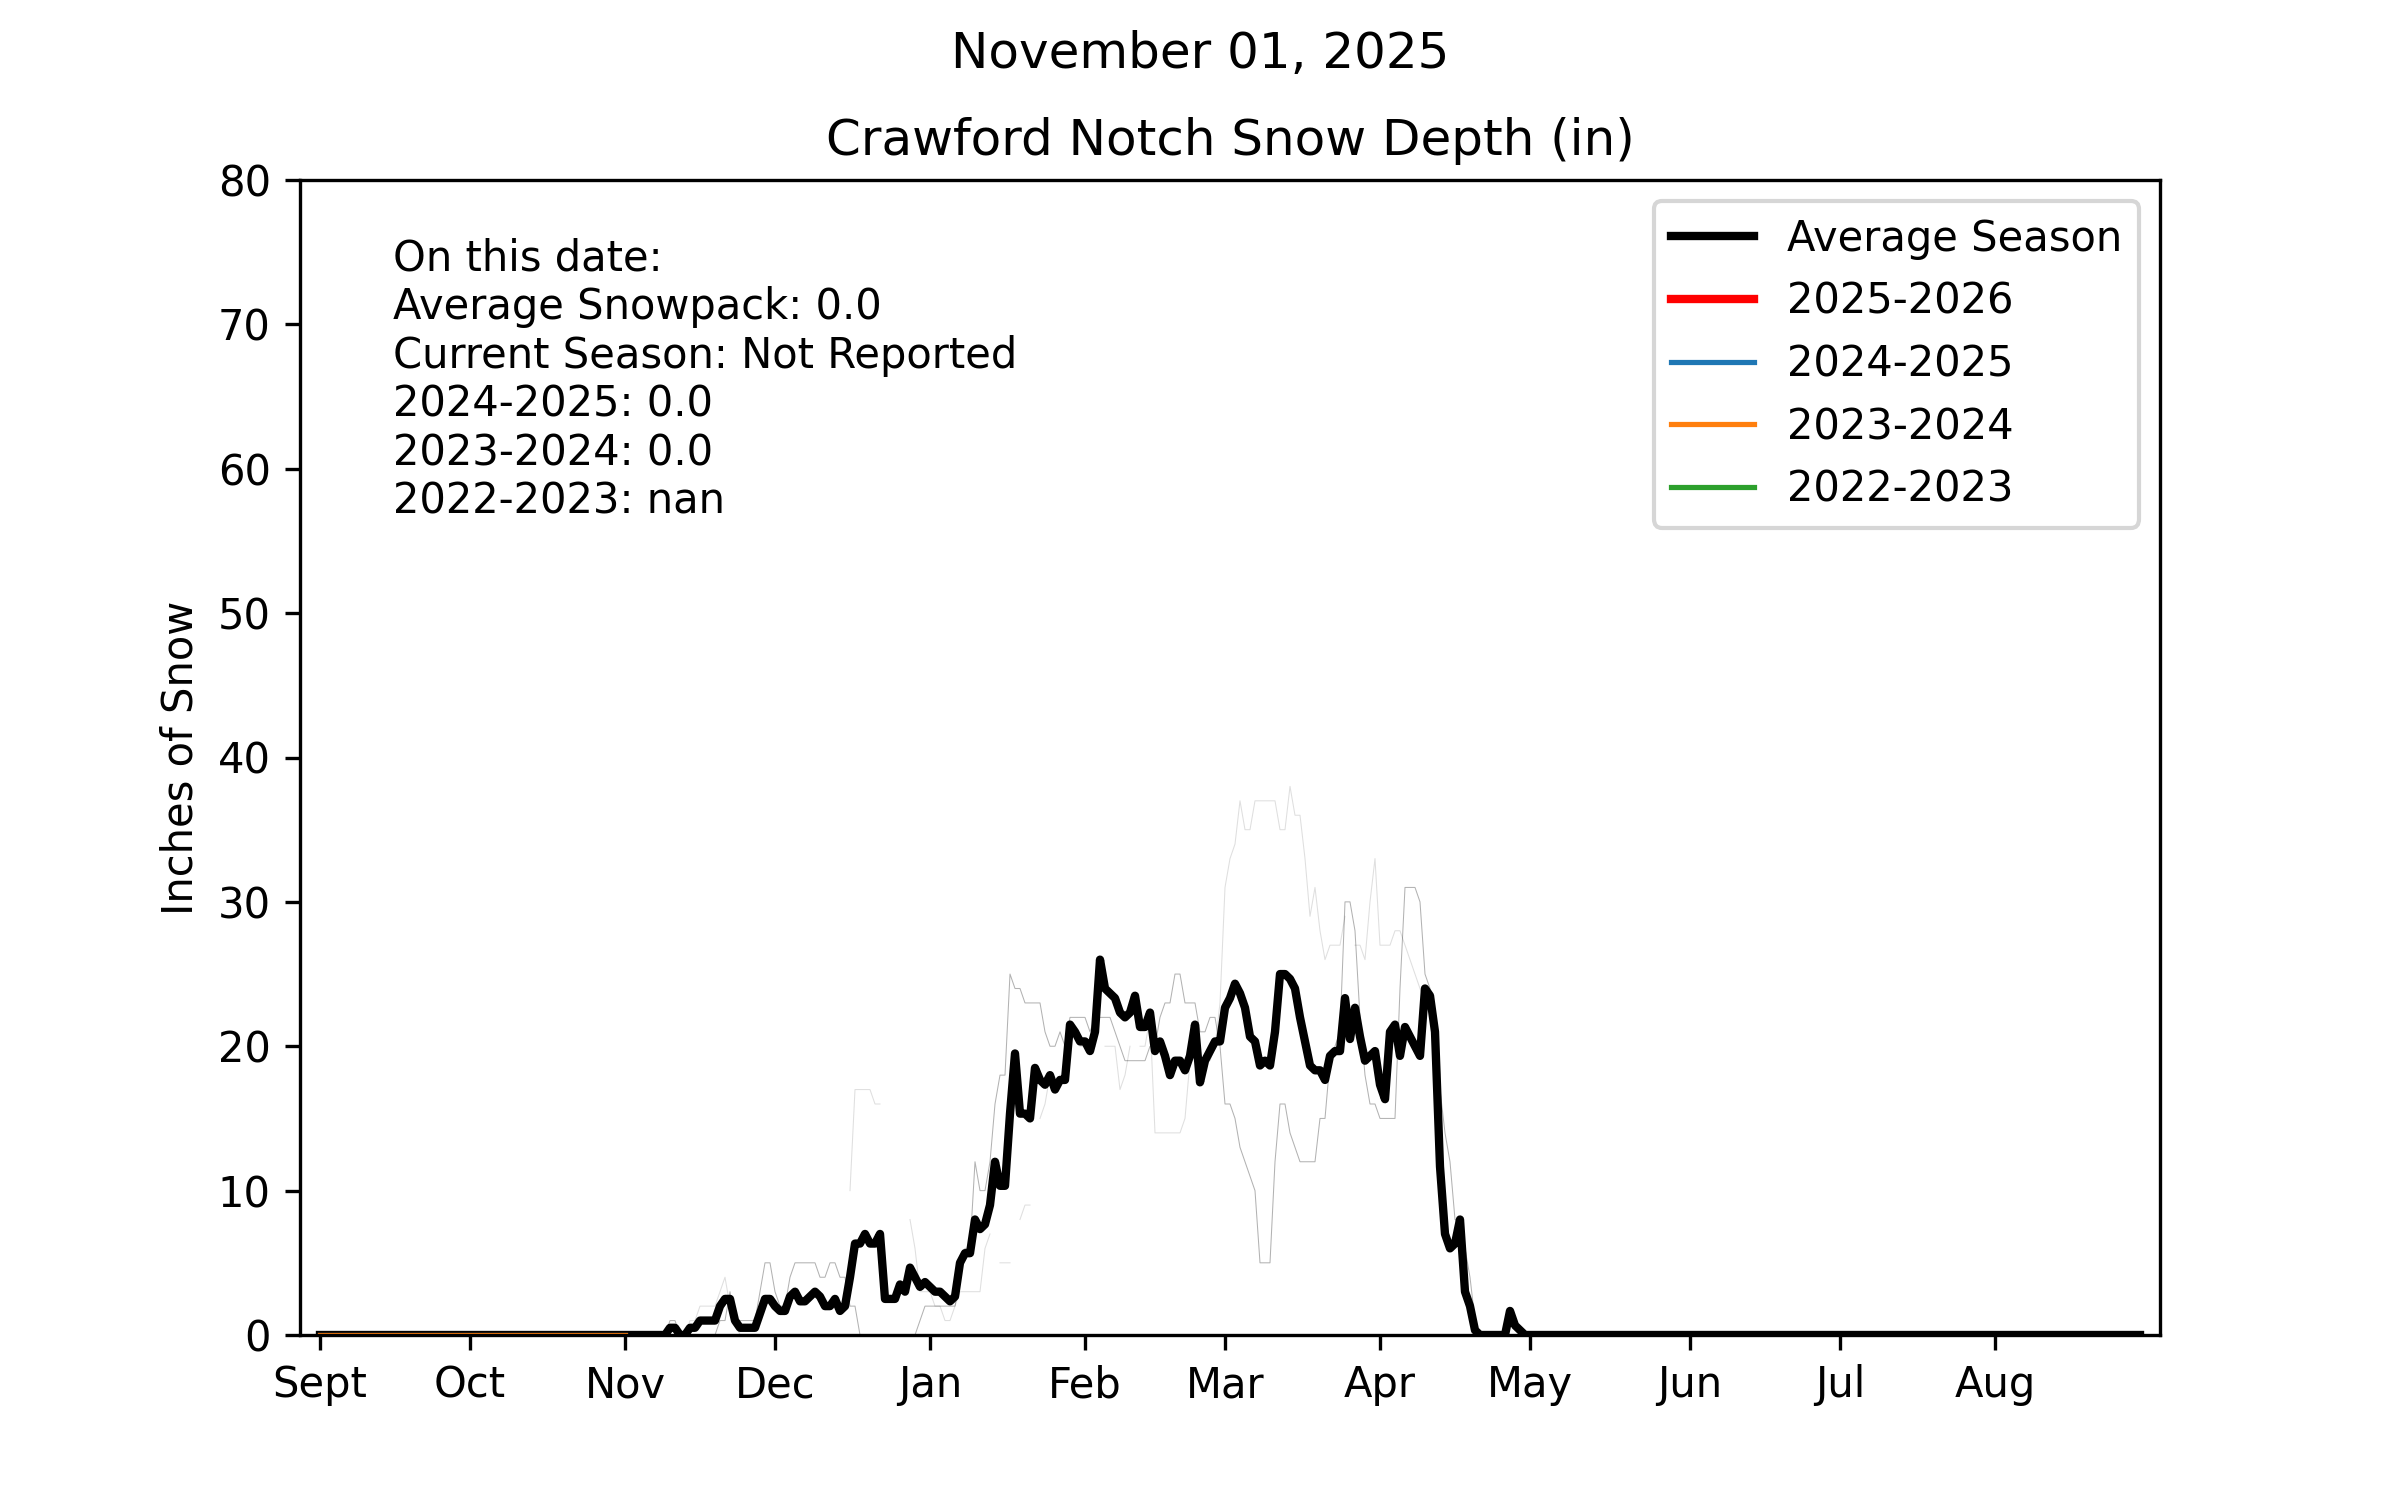 November 01, 2025
Crawford Notch Snow Depth (in)
80
70
60
50
40
30
20
10
0
Inches of Snow
On this date:
Average Snowpack: 0.0
Current Season: Not Reported
2024-2025: 0.0
2023-2024: 0.0
2022-2023: nan
Average Season
2025-2026
2024-2025
2023-2024
2022-2023
Sept Oct Nov Dec Jan Feb Mar Apr May Jun Jul Aug